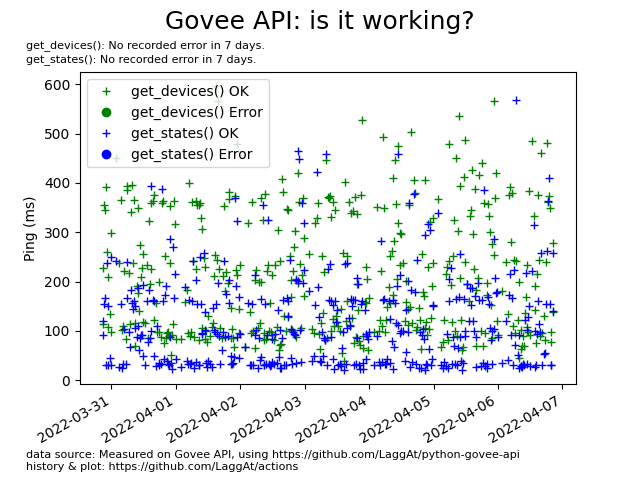 Govee API: is it working?
get_devices(): No recorded error in 7 days.
get_states(): No recorded error in 7 days.
get_devices() OK
get_devices() Error
get_states() OK
get_states() Error
Ping (ms)
600
500
400
300
200
100
0
2022-03-31
2022-04-01
2022-04-02
2022-04-03
2022-04-04
2022-04-05
2022-04-06
2022-04-07
data source: Measured on Govee API, using https://github.com/LaggAt/python-govee-api
history & plot: https://github.com/LaggAt/actions